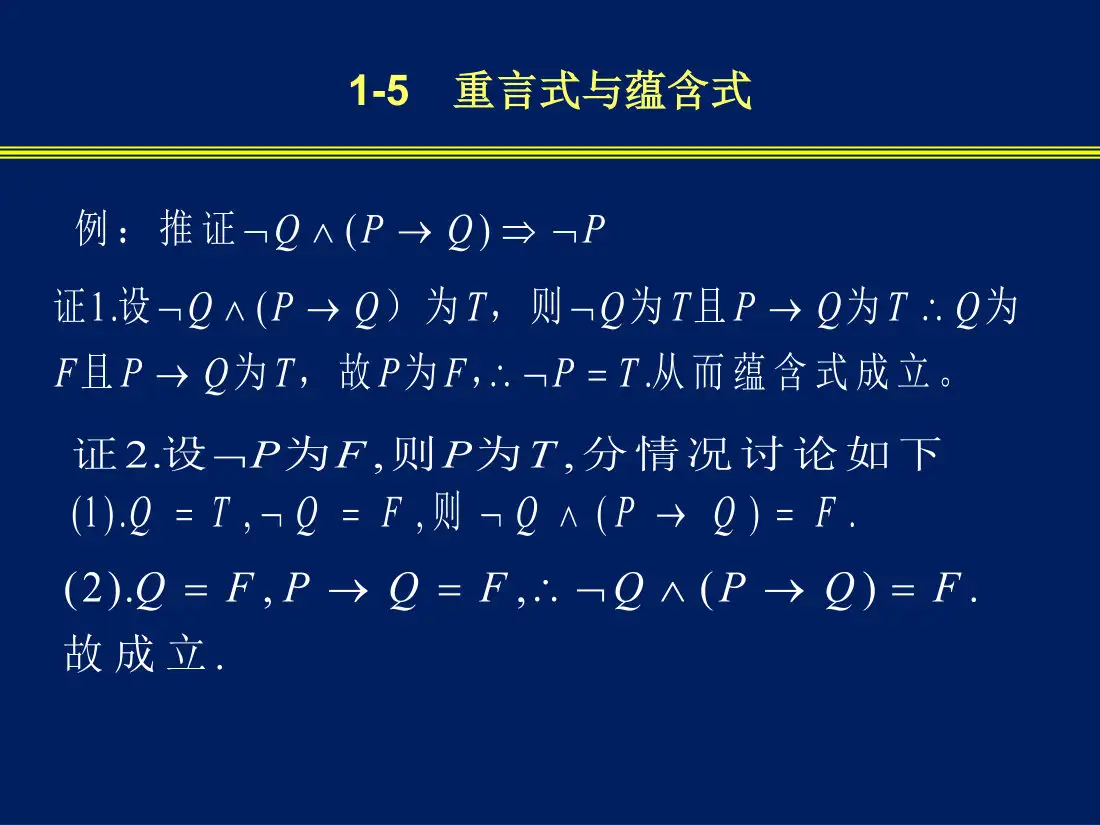 1-5 重言式与蕴含式
例：推证¬Q∧(P→Q)⇒¬P
证1.设¬Q∧(P→Q）为T，则¬Q为T且P→Q为T∴Q为
F且P→Q为T，故P为F,∴¬P=T.从而蕴含式成立。
证2.设¬P为F,则P为T,分情况讨论如下
(1).Q=T,¬Q=F,则¬Q∧(P→Q)=F.
(2).Q=F,P→Q=F,∴¬Q∧(P→Q)=F.
故成立.